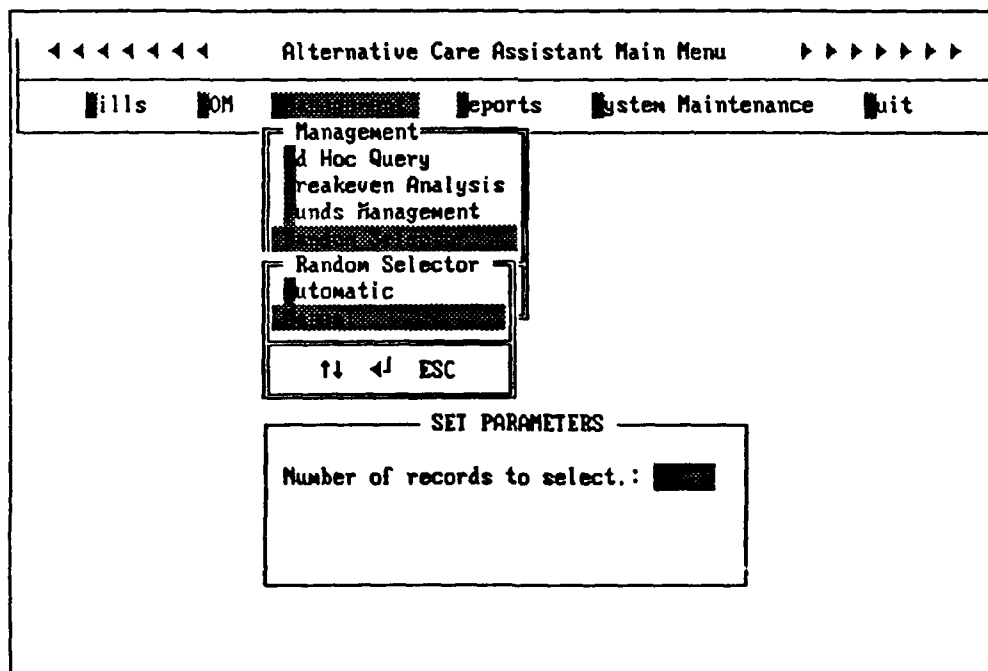 Alternative Care Assistant Main Menu
ills OM eports ystem Maintenance uit
Management
d Hoc Query
reakeven Analysis
unds Management
Random Selector
utomatic
↑↓ ◄┘ ESC
SET PARAMETERS
Number of records to select.: